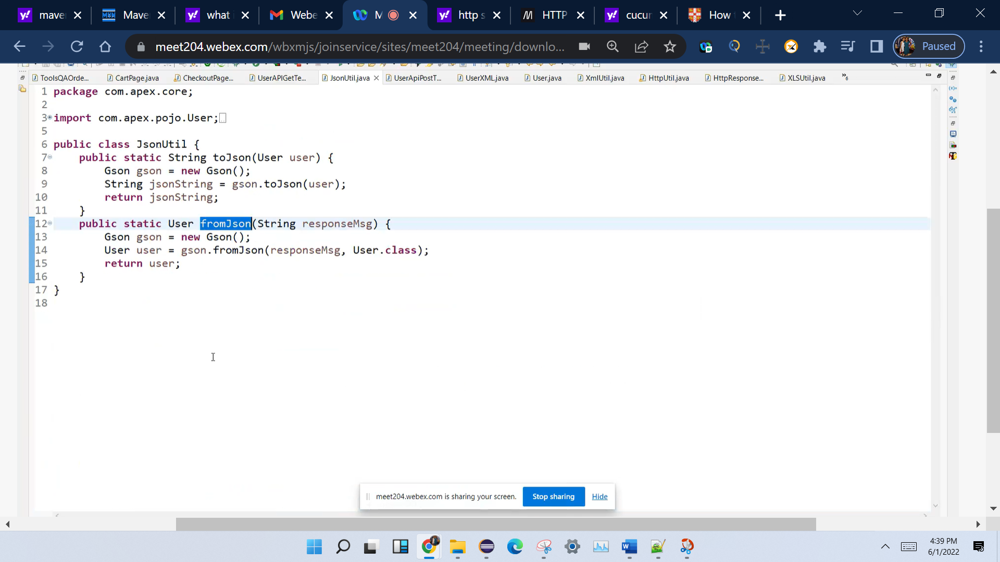 mave
Mave
what i
Webe
M
http s
HTTP
cucur
How
meet204.webex.com/wbxmjs/joinservice/sites/meet204/meeting/downlo...
Paused
ToolsQAOrde...
CartPage.java
CheckoutPage...
UserAPIGetTe...
JsonUtil.java
UserApiPostT...
UserXML.java
User.java
XmlUtil.java
HttpUtil.java
HttpResponse...
XLSUtil.java
»6
1 package com.apex.core;
2
3 import com.apex.pojo.User;
5
6 public class JsonUtil {
7 public static String toJson(User user) {
8 Gson gson = new Gson();
9 String jsonString = gson.toJson(user);
10 return jsonString;
11 }
12 public static User fromJson(String responseMsg) {
13 Gson gson = new Gson();
14 User user = gson.fromJson(responseMsg, User.class);
15 return user;
16 }
17 }
18
meet204.webex.com is sharing your screen.
Stop sharing
Hide
4:39 PM
6/1/2022